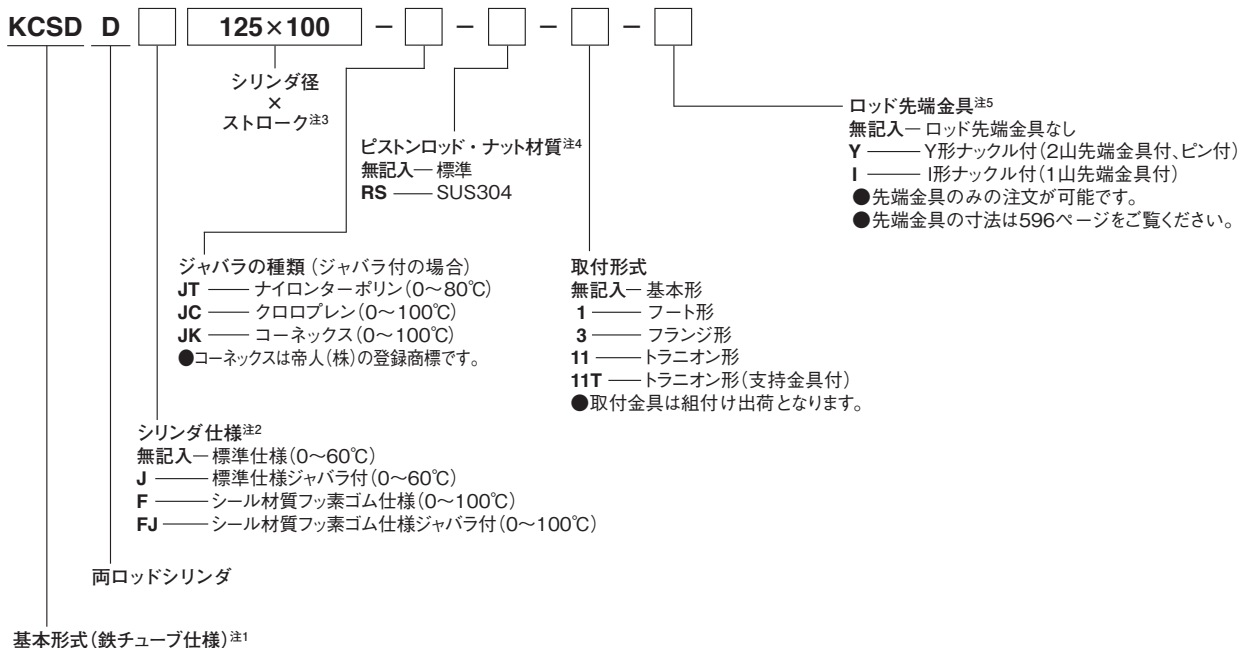 KCSD D 125×100 － － － －
シリンダ径
×
ストローク注3
ロッド先端金具注5
無記入 ロッド先端金具なし
Y Y形ナックル付(2山先端金具付、ピン付)
I I形ナックル付(1山先端金具付)
●先端金具のみの注文が可能です。
●先端金具の寸法は596ページをご覧ください。
ピストンロッド・ナット材質注4
無記入 標準
RS SUS304
ジャバラの種類(ジャバラ付の場合)
JT ナイロンターポリン(0〜80℃)
JC クロロプレン(0〜100℃)
JK コーネックス(0〜100℃)
●コーネックスは帝人(株)の登録商標です。
取付形式
無記入 基本形
1 フート形
3 フランジ形
11 トラニオン形
11T トラニオン形(支持金具付)
●取付金具は組付け出荷となります。
シリンダ仕様注2
無記入 標準仕様(0〜60℃)
J 標準仕様ジャバラ付(0〜60℃)
F シール材質フッ素ゴム仕様(0〜100℃)
FJ シール材質フッ素ゴム仕様ジャバラ付(0〜100℃)
両ロッドシリンダ
基本形式(鉄チューブ仕様)注1